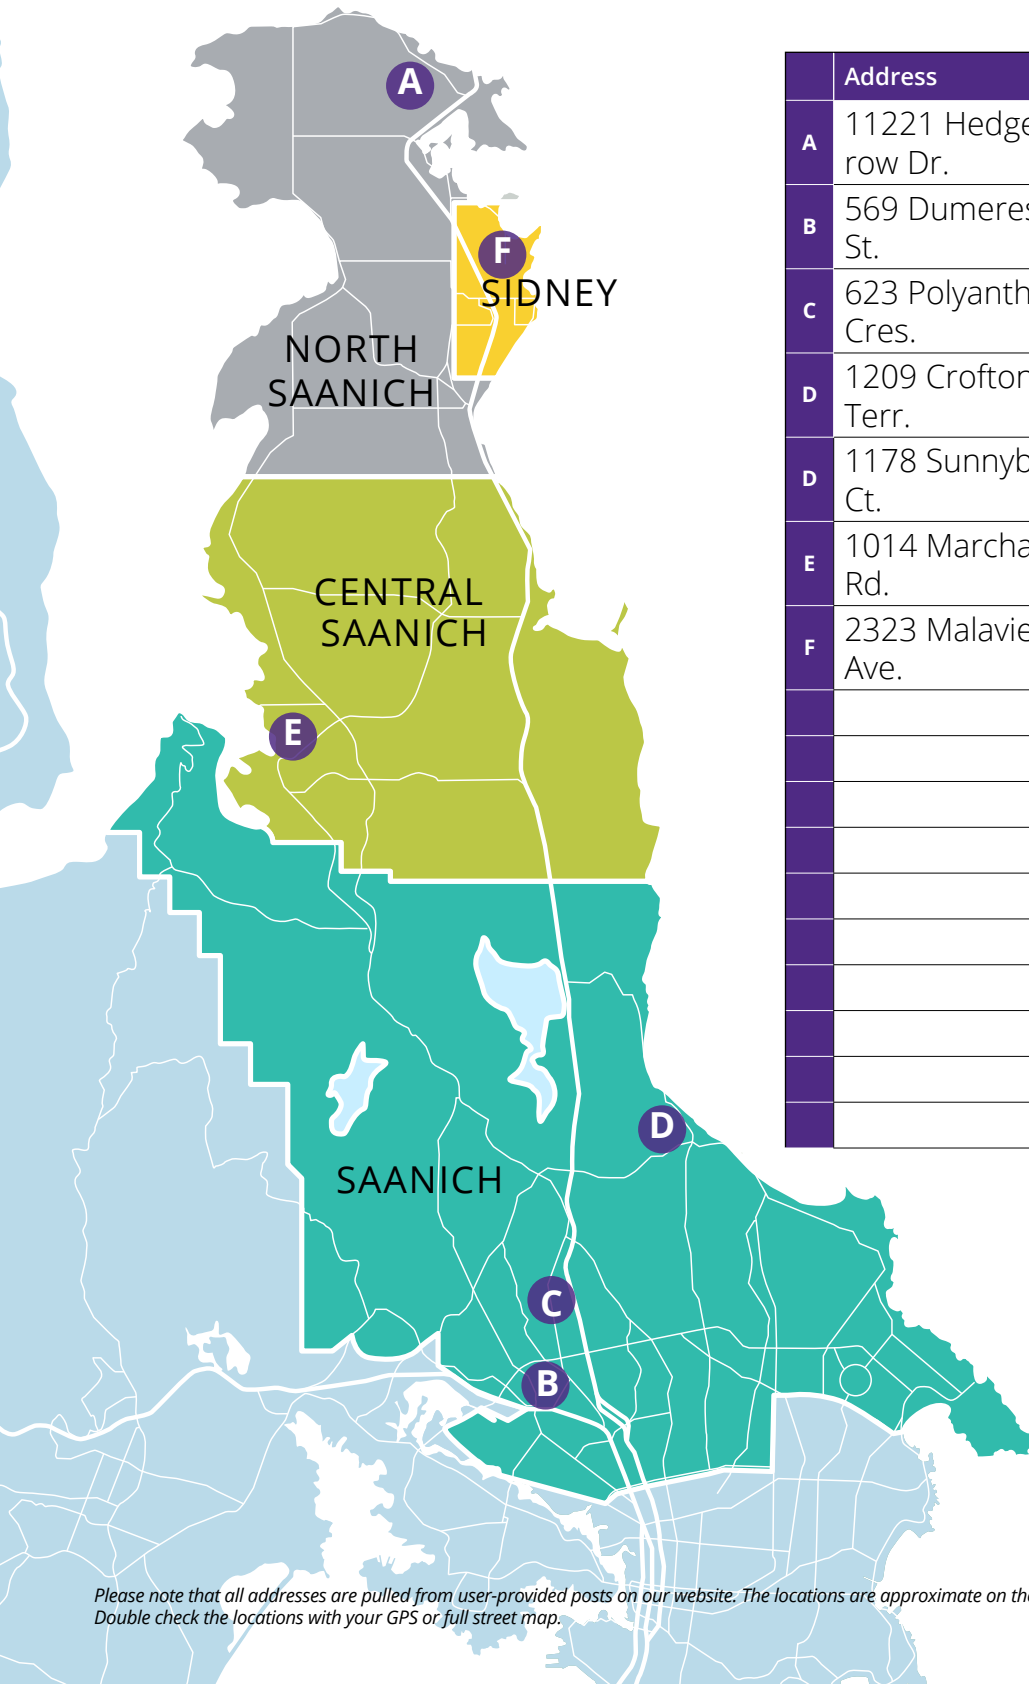 A
F
SIDNEY
NORTH
SAANICH
CENTRAL
SAANICH
E
D
SAANICH
C
B
Address
A 11221 Hedge
row Dr.
B 569 Dumeres
St.
C 623 Polyanth
Cres.
D 1209 Crofton
Terr.
D 1178 Sunnyb
Ct.
E 1014 Marcha
Rd.
F 2323 Malavie
Ave.
Please note that all addresses are pulled from user-provided posts on our website. The locations are approximate on the
Double check the locations with your GPS or full street map.